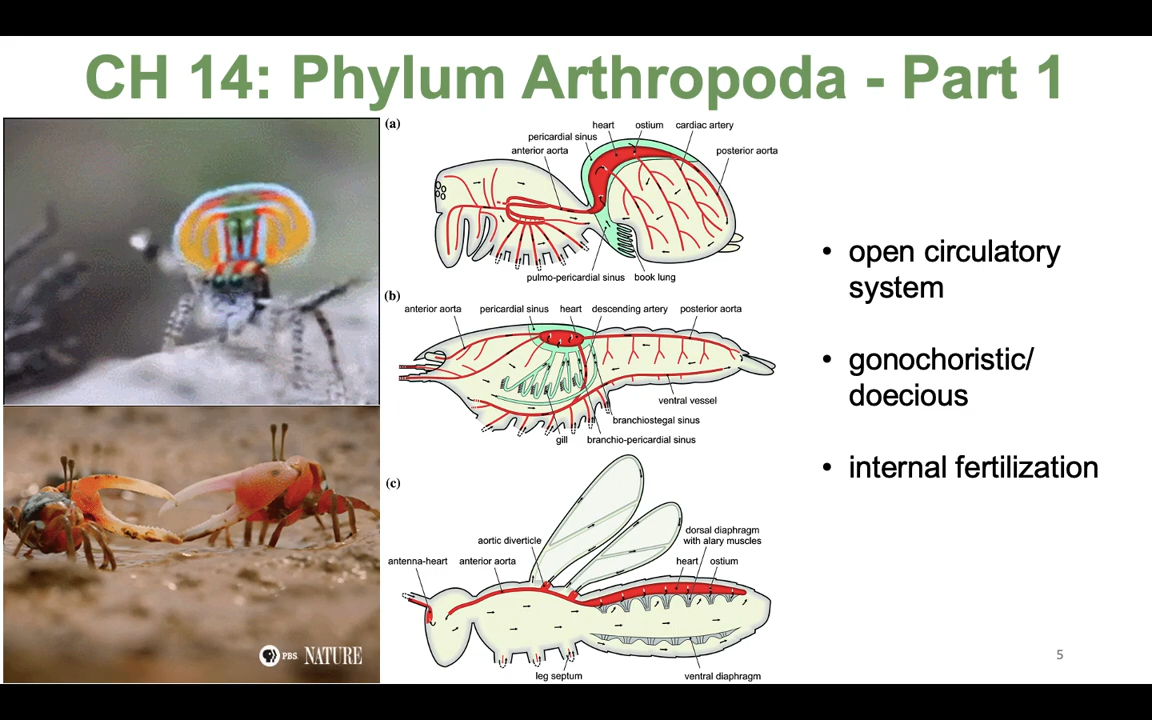 CH 14: Phylum Arthropoda - Part 1
(a)
heart ostium cardiac artery
pericardial sinus
anterior aorta
posterior aorta
pulmo-pericardial sinus book lung
(b)
anterior aorta pericardial sinus heart descending artery posterior aorta
ventral vessel
branchiostegal sinus
gill branchio-pericardial sinus
(c)
dorsal diaphragm
with alary muscles
aortic diverticle
antenna-heart anterior aorta heart ostium
leg septum ventral diaphragm
• open circulatory
system
• gonochoristic/
doecious
• internal fertilization
PBS NATURE
5